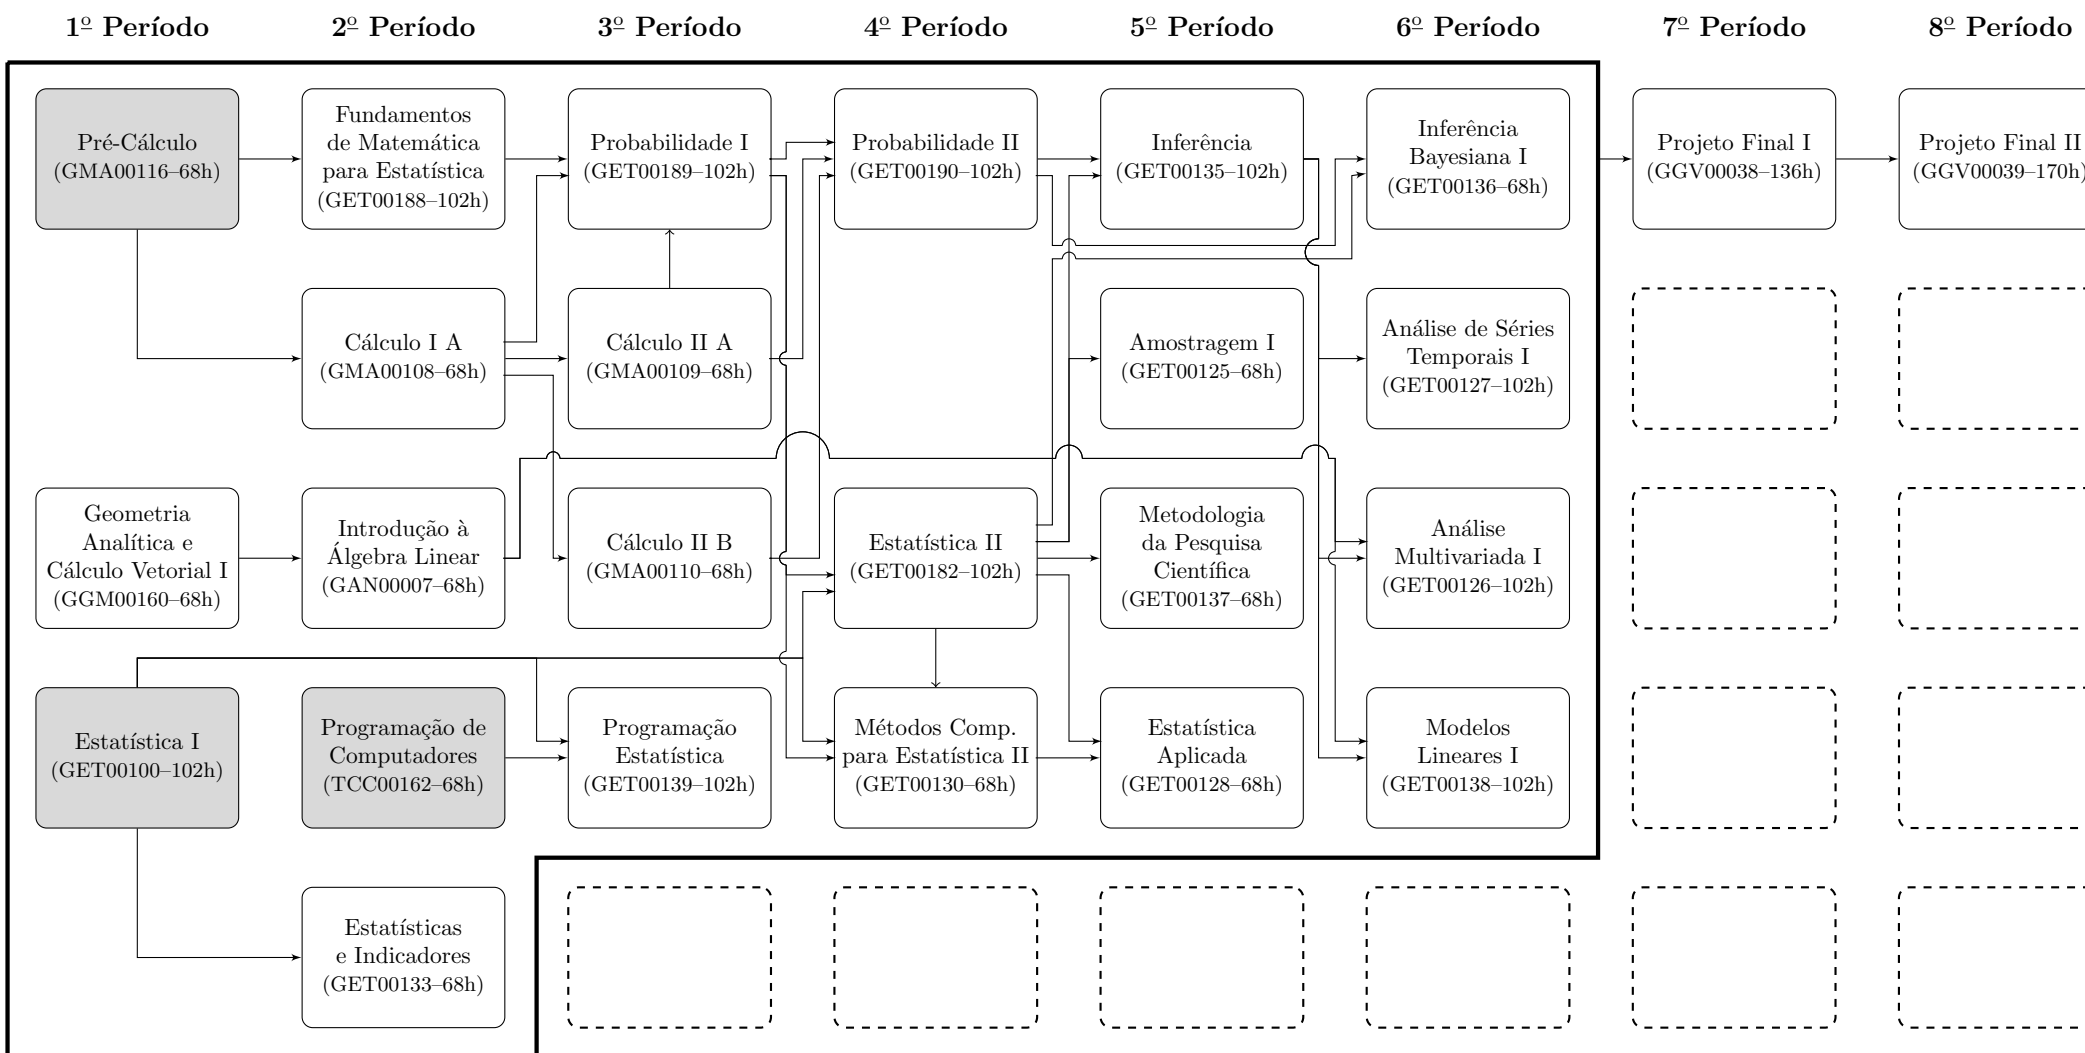 1º Período
2º Período
3º Período
4º Período
5º Período
6º Período
7º Período
8º Período
Pré-Cálculo
(GMA00116–68h)
Fundamentos
de Matemática
para Estatística
(GET00188–102h)
Probabilidade I
(GET00189–102h)
Probabilidade II
(GET00190–102h)
Inferência
(GET00135–102h)
Inferência
Bayesiana I
(GET00136–68h)
Projeto Final I
(GGV00038–136h)
Projeto Final II
(GGV00039–170h)
Cálculo I A
(GMA00108–68h)
Cálculo II A
(GMA00109–68h)
Amostragem I
(GET00125–68h)
Análise de Séries
Temporais I
(GET00127–102h)
Geometria
Analítica e
Cálculo Vetorial I
(GGM00160–68h)
Introdução à
Álgebra Linear
(GAN00007–68h)
Cálculo II B
(GMA00110–68h)
Estatística II
(GET00182–102h)
Metodologia
da Pesquisa
Científica
(GET00137–68h)
Análise
Multivariada I
(GET00126–102h)
Estatística I
(GET00100–102h)
Programação de
Computadores
(TCC00162–68h)
Programação
Estatística
(GET00139–102h)
Métodos Comp.
para Estatística II
(GET00130–68h)
Estatística
Aplicada
(GET00128–68h)
Modelos
Lineares I
(GET00138–102h)
Estatísticas
e Indicadores
(GET00133–68h)